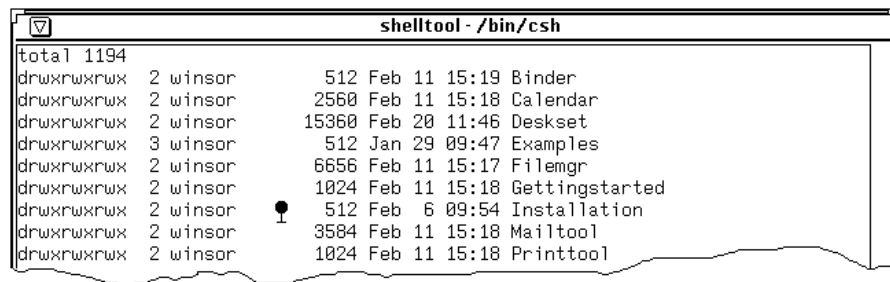 shelltool - /bin/csh
total 1194
drwxrwxrwx  2 winsor       512 Feb 11 15:19 Binder
drwxrwxrwx  2 winsor      2560 Feb 11 15:18 Calendar
drwxrwxrwx  2 winsor     15360 Feb 20 11:46 Deskset
drwxrwxrwx  3 winsor       512 Jan 29 09:47 Examples
drwxrwxrwx  2 winsor      6656 Feb 11 15:17 Filemgr
drwxrwxrwx  2 winsor      1024 Feb 11 15:18 Gettingstarted
drwxrwxrwx  2 winsor       512 Feb  6 09:54 Installation
drwxrwxrwx  2 winsor      3584 Feb 11 15:18 Mailtool
drwxrwxrwx  2 winsor      1024 Feb 11 15:18 Printtool